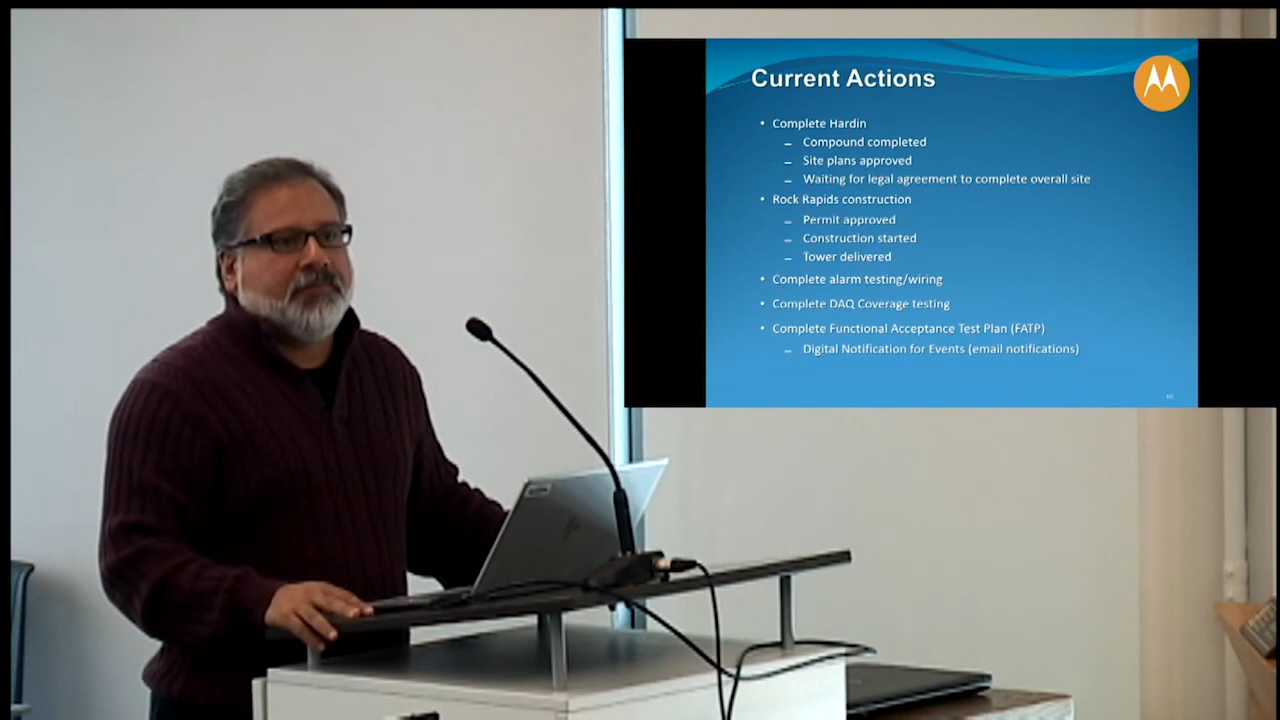 Current Actions
• Complete Hardin
– Compound completed
– Site plans approved
– Waiting for legal agreement to complete overall site
• Rock Rapids construction
– Permit approved
– Construction started
– Tower delivered
• Complete alarm testing/wiring
• Complete DAQ Coverage testing
• Complete Functional Acceptance Test Plan (FATP)
– Digital Notification for Events (email notifications)